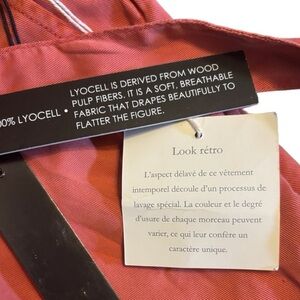 100% LYOCELL •
LYOCELL IS DERIVED FROM WOOD
PULP FIBERS. IT IS A SOFT, BREATHABLE
FABRIC THAT DRAPES BEAUTIFULLY TO
FLATTER THE FIGURE.
Look rétro
L'aspect délavé de ce vêtement
intemporel découle d'un processus de
lavage spécial. La couleur et le degré
d'usure de chaque morceau peuvent
varier, ce qui leur confère un
caractère unique.